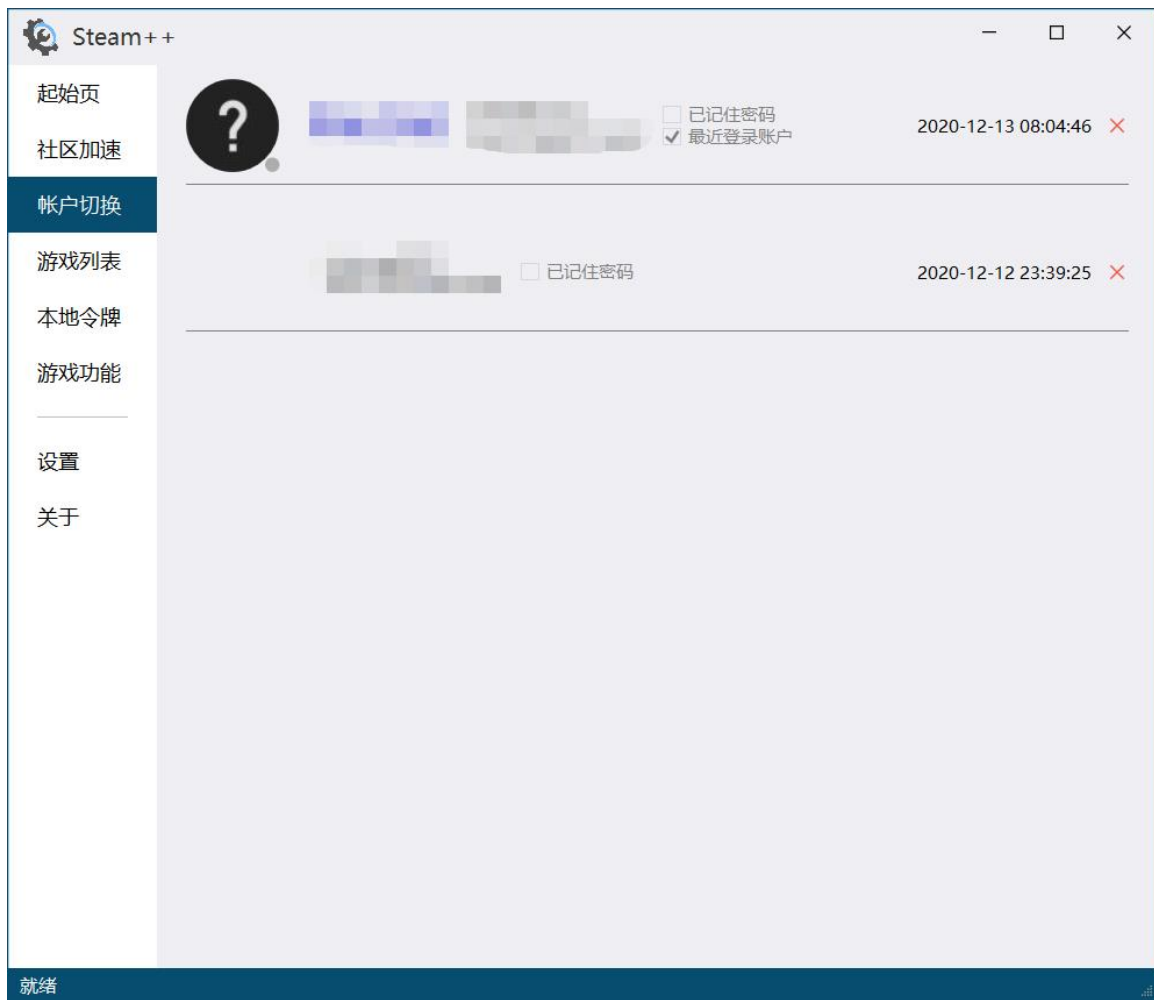 Steam++
起始页
社区加速
帐户切换
游戏列表
本地令牌
游戏功能
设置
关于
已记住密码
最近登录账户
2020-12-13 08:04:46
已记住密码
2020-12-12 23:39:25
就绪